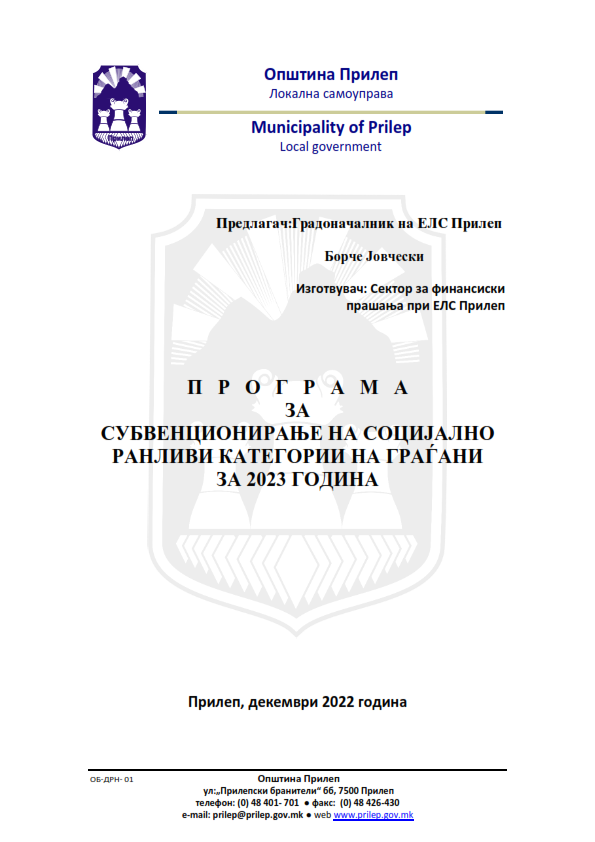 Општина Прилеп
Локална самоуправа
Municipality of Prilep
Local government
Прилеп
Предлагач:Градоначалник на ЕЛС Прилеп
Борче Јовчески
Изготвувач: Сектор за финансиски
прашања при ЕЛС Прилеп
П Р О Г Р А М А
ЗА
СУБВЕНЦИОНИРАЊЕ НА СОЦИЈАЛНО
РАНЛИВИ КАТЕГОРИИ НА ГРАЃАНИ
ЗА 2023 ГОДИНА
Прилеп, декември 2022 година
ОБ-ДРН- 01
Општина Прилеп
ул:„Прилепски бранители“ бб, 7500 Прилеп
телефон: (0) 48 401- 701 ● факс: (0) 48 426-430
e-mail: prilep@prilep.gov.mk ● web www.prilep.gov.mk